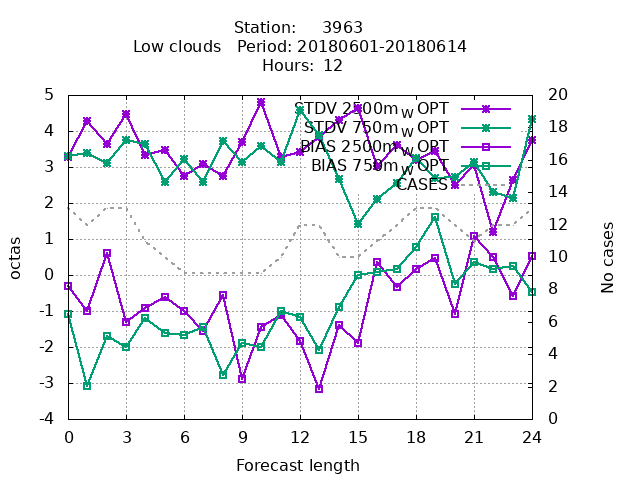 Station: 3963
Low clouds Period: 20180601-20180614
Hours: 12
STDV 2500m W OPT
STDV 750m W OPT
BIAS 2500m W OPT
BIAS 750m W OPT
CASES
octas
5
4
3
2
1
0
-1
-2
-3
-4
20
18
16
14
12
10
8
6
4
2
0
No cases
0 3 6 9 12 15 18 21 24
Forecast length